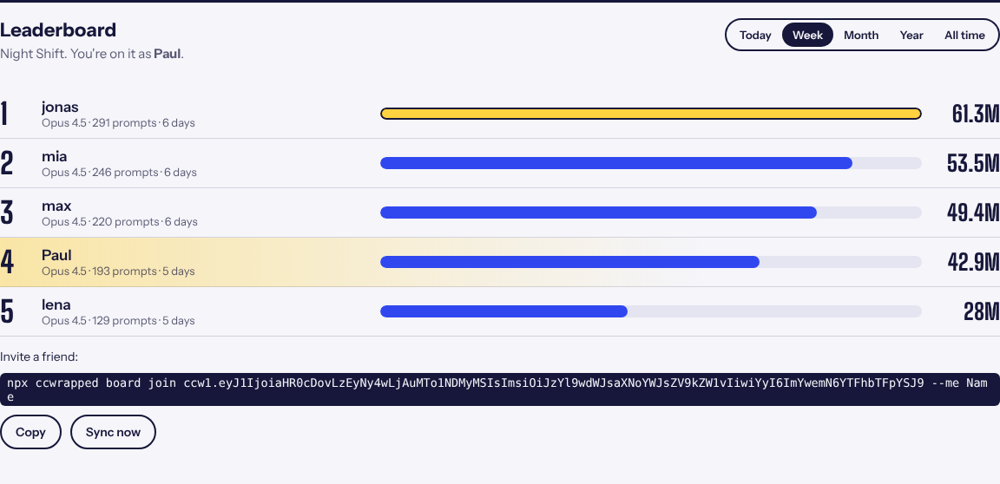 Leaderboard
Night Shift. You're on it as Paul.
Today Week Month Year All time
1 jonas 61.3M
Opus 4.5 · 291 prompts · 6 days
2 mia 53.5M
Opus 4.5 · 246 prompts · 6 days
3 max 49.4M
Opus 4.5 · 220 prompts · 6 days
4 Paul 42.9M
Opus 4.5 · 193 prompts · 5 days
5 lena 28M
Opus 4.5 · 129 prompts · 5 days
Invite a friend:
npx ccwrapped board join ccw1.eyJ1IjoiaHR0cDovLzEyNy4wLjAuMTo1NDMyMSIsImsiOiJzYl9wdWJsaXNoYWJsZV9kZW1vIiwiYyI6ImYwemN6YTFhbTFpYSJ9 --me Nam
e
Copy Sync now